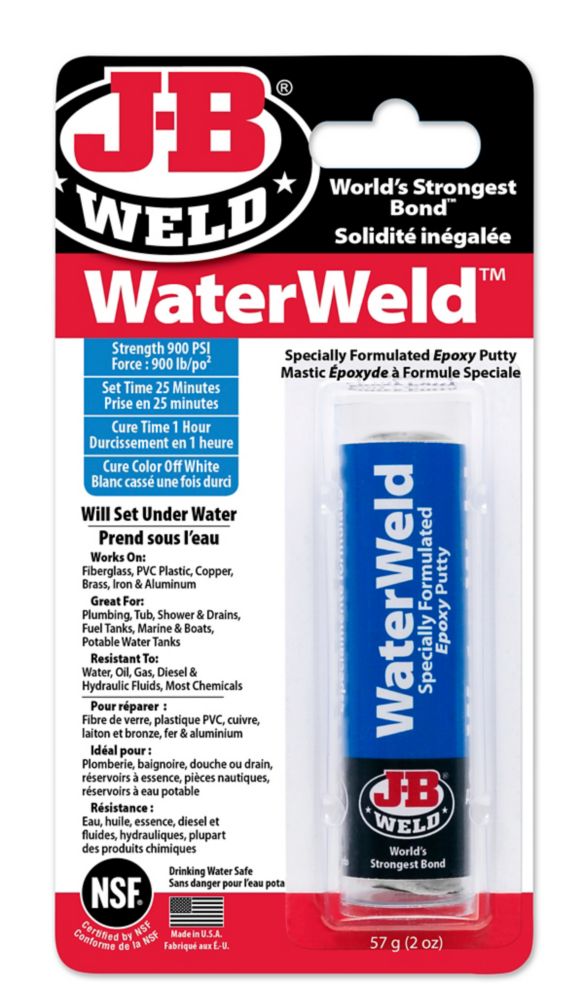 J-B®
WELD
World's Strongest
Bond™
Solidité inégalée
WaterWeld™
Strength 900 PSI
Force : 900 lb/po²
Set Time 25 Minutes
Prise en 25 minutes
Cure Time 1 Hour
Durcissement en 1 heure
Cure Color Off White
Blanc cassé une fois durci
Specially Formulated Epoxy Putty
Mastic Époxyde à Formule Speciale
Will Set Under Water
Prend sous l'eau
Works On:
Fiberglass, PVC Plastic, Copper,
Brass, Iron & Aluminum
Great For:
Plumbing, Tub, Shower & Drains,
Fuel Tanks, Marine & Boats,
Potable Water Tanks
Resistant To:
Water, Oil, Gas, Diesel &
Hydraulic Fluids, Most Chemicals
Pour réparer :
Fibre de verre, plastique PVC, cuivre,
laiton et bronze, fer & aluminium
Idéal pour :
Plomberie, baignoire, douche ou drain,
réservoirs à essence, pièces nautiques,
réservoirs à eau potable
Résistance :
Eau, huile, essence, diesel et
fluides, hydrauliques, plupart
des produits chimiques
NSF®
Certified by NSF
Conforme de la NSF
Drinking Water Safe
Sans danger pour l'eau pota
Made in U.S.A.
Fabriqué aux É.-U.
WaterWeld
Specially Formulated
Epoxy Putty
J-B®
WELD
World's
Strongest Bond
57 g (2 oz)